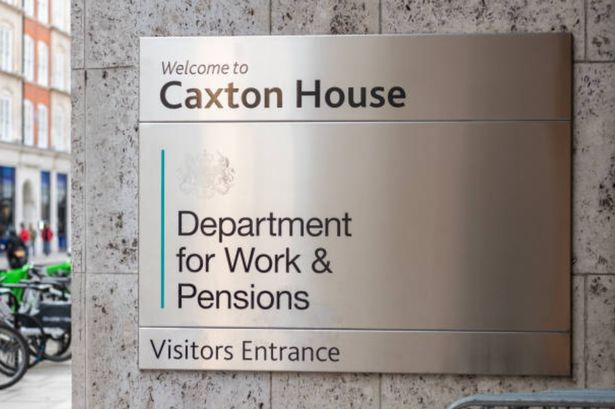 Welcome to
Caxton House
Department
for Work &
Pensions
Visitors Entrance